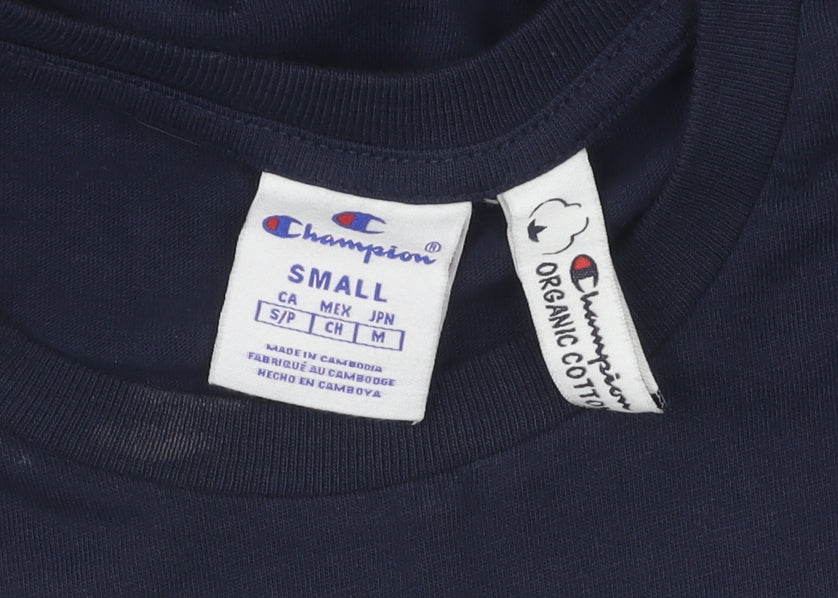 Champion®
SMALL
CA MEX JPN
S/P CH M
MADE IN CAMBODIA
FABRIQUÉ AU CAMBODGE
HECHO EN CAMBOYA
Champion
ORGANIC COTTO